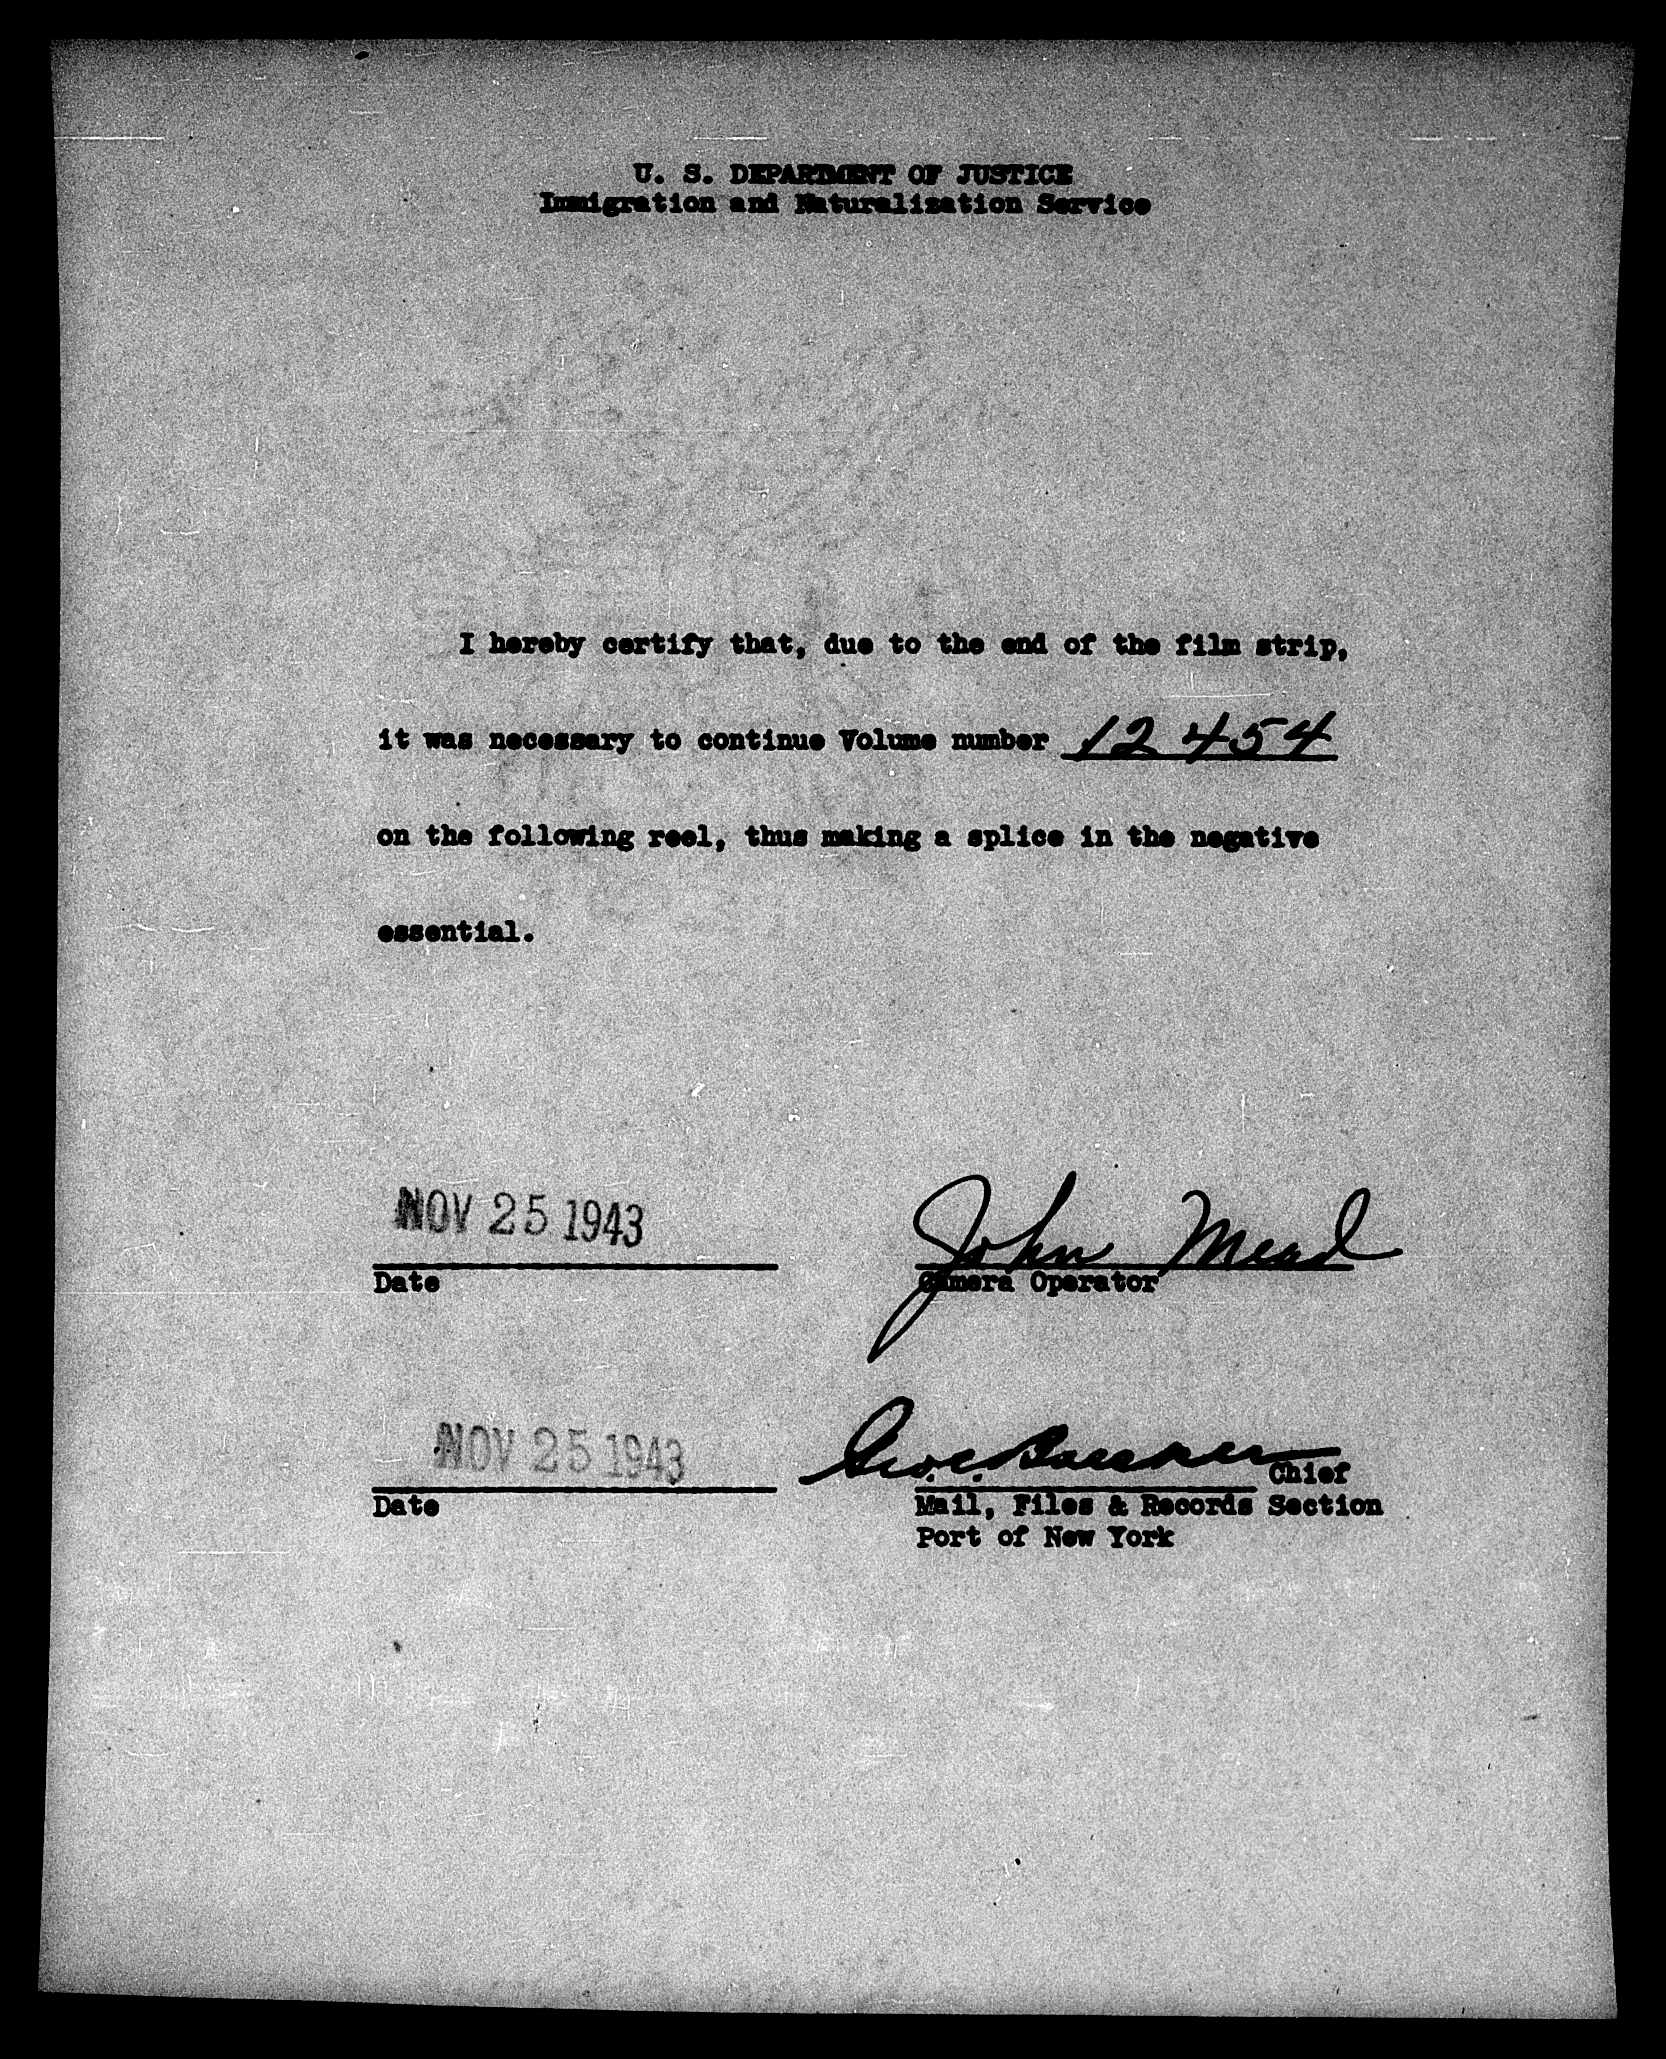 U. S. DEPARTMENT OF JUSTICE
Immigration and Naturalization Service
I hereby certify that, due to the end of the film strip,
it was necessary to continue Volume number 12454
on the following reel, thus making a splice in the negative
essential.
NOV 25 1943
John Mead
Date
Camera Operator
NOV 25 1943
Chief
Date
Mail, Files & Records Section
Port of New York